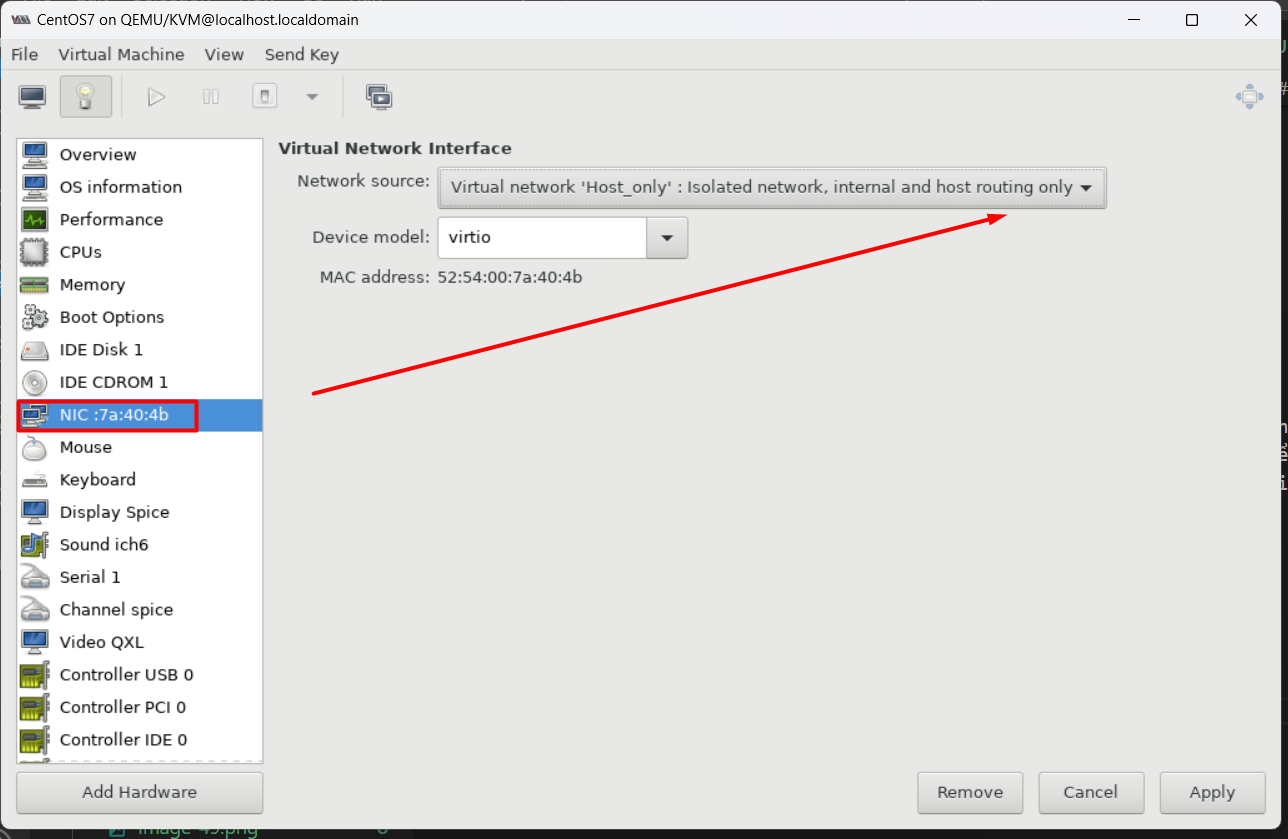 CentOS7 on QEMU/KVM@localhost.localdomain
File Virtual Machine View Send Key
Overview
OS information
Performance
CPUs
Memory
Boot Options
IDE Disk 1
IDE CDROM 1
NIC :7a:40:4b
Mouse
Keyboard
Display Spice
Sound ich6
Serial 1
Channel spice
Video QXL
Controller USB 0
Controller PCI 0
Controller IDE 0
Add Hardware
Virtual Network Interface
Network source: Virtual network 'Host_only' : Isolated network, internal and host routing only
Device model: virtio
MAC address: 52:54:00:7a:40:4b
Remove Cancel Apply